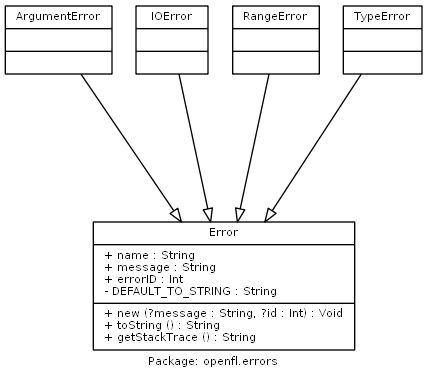 ArgumentError
IOError
RangeError
TypeError
Error
+ name : String
+ message : String
+ errorID : Int
- DEFAULT_TO_STRING : String
+ new (?message : String, ?id : Int) : Void
+ toString () : String
+ getStackTrace () : String
Package: openfl.errors